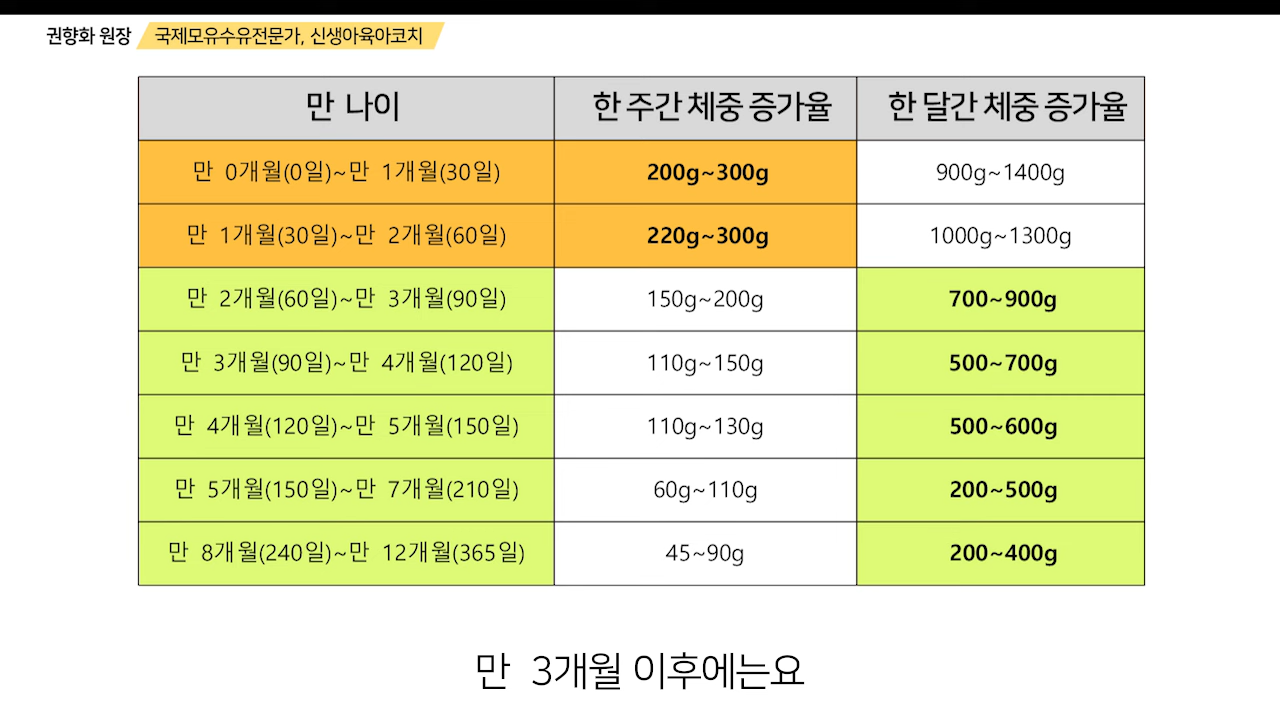 권향화 원장 국제모유수유전문가, 신생아육아코치
만 나이 한 주간 체중 증가율 한 달간 체중 증가율
만 0개월(0일)~만 1개월(30일) 200g~300g 900g~1400g
만 1개월(30일)~만 2개월(60일) 220g~300g 1000g~1300g
만 2개월(60일)~만 3개월(90일) 150g~200g 700~900g
만 3개월(90일)~만 4개월(120일) 110g~150g 500~700g
만 4개월(120일)~만 5개월(150일) 110g~130g 500~600g
만 5개월(150일)~만 7개월(210일) 60g~110g 200~500g
만 8개월(240일)~만 12개월(365일) 45~90g 200~400g
만 3개월 이후에는요